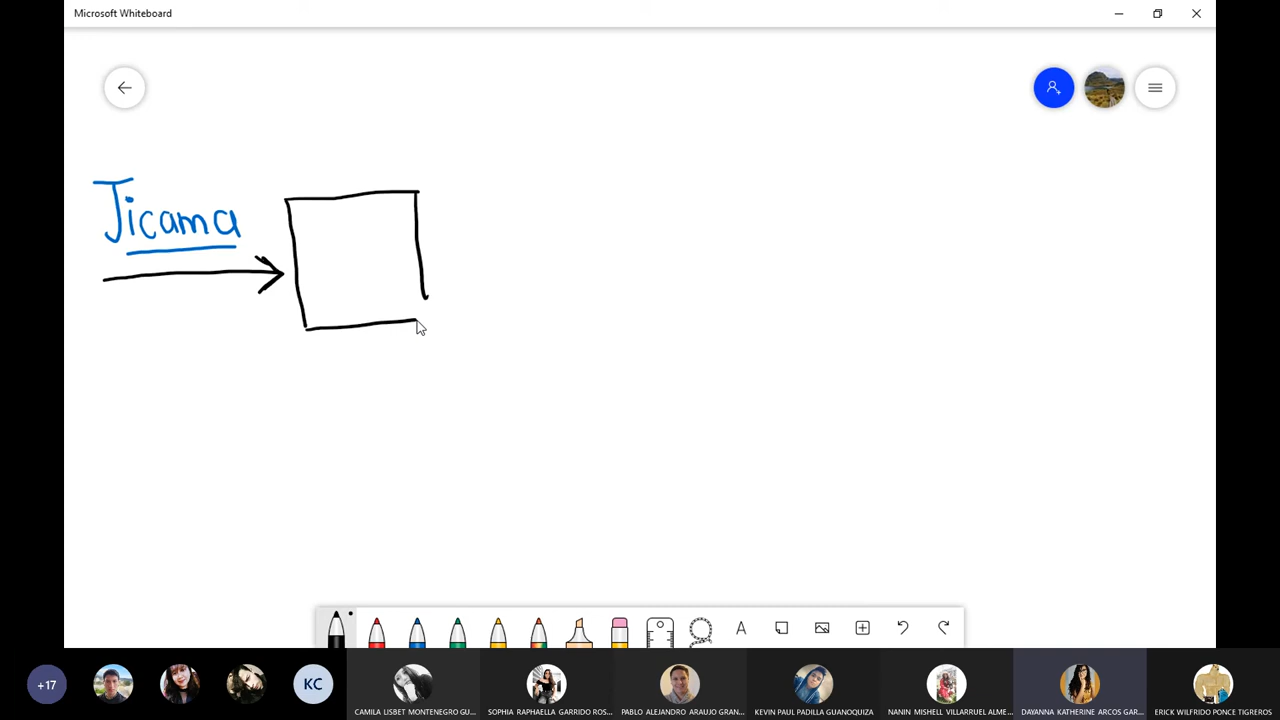 Microsoft Whiteboard
Jicama
+17
KC
CAMILA LISBET MONTENEGRO GU...
SOPHIA RAPHAELLA GARRIDO ROS...
PABLO ALEJANDRO ARAUJO GRAN...
KEVIN PAUL PADILLA GUANOQUIZA
NANIN MISHELL VILLARRUEL ALME...
DAYANNA KATHERINE ARCOS GAR...
ERICK WILFRIDO PONCE TIGREROS